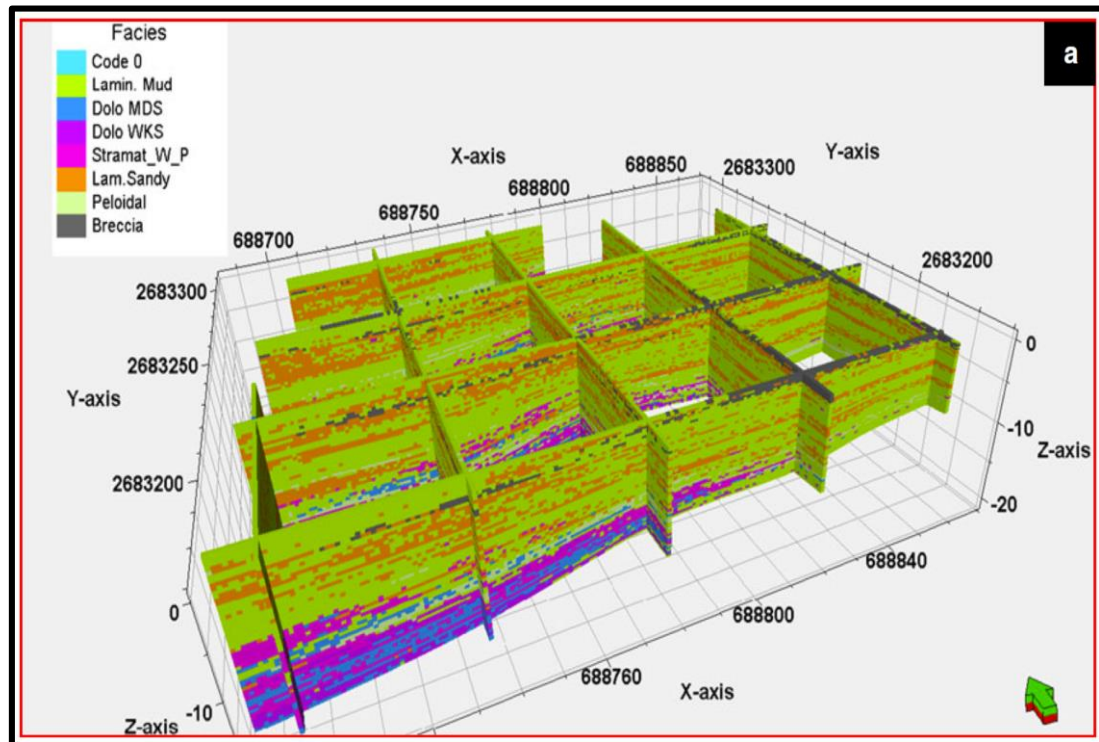 a
Facies
Code 0
Lamin. Mud
Dolo MDS
Dolo WKS
Stramat_W_P
Lam.Sandy
Peloidal
Breccia
X-axis
Y-axis
688700
688750
688800
688850
2683300
2683200
2683300
2683250
2683200
Y-axis
0
-10
-20
Z-axis
0
-10
Z-axis
688760
688800
688840
X-axis